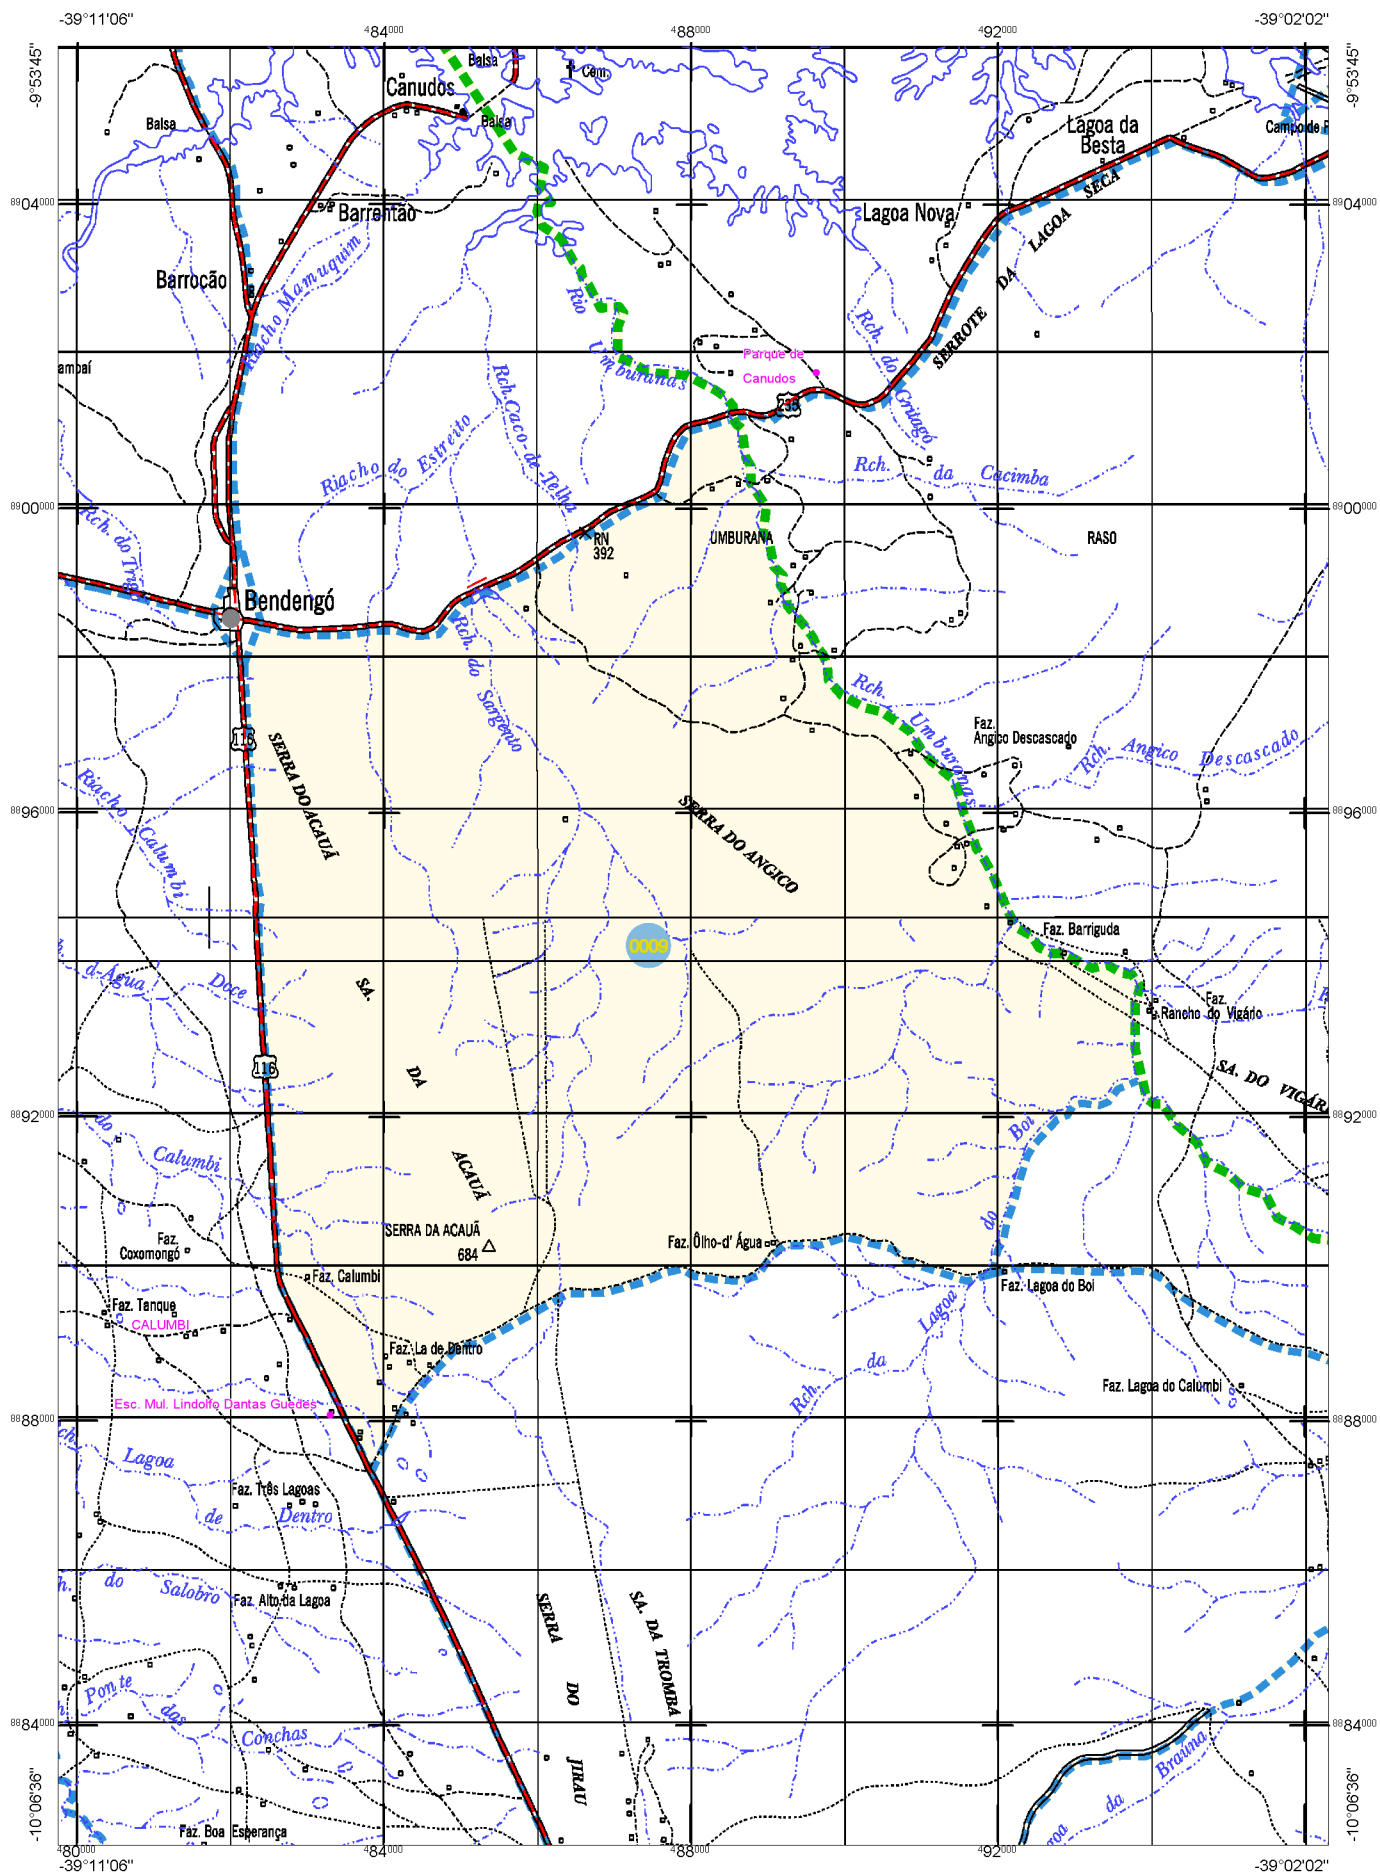 -39°11'06"
-39°02'02"
484000
488000
492000
-9°53'45"
-9°53'45"
Balsa
Cem.
Canudos
Balsa
Balsa
Lagoa da
Besta
Campo de
8904000
8904000
Barrentão
Lagoa Nova
SERROTE DA LAGOA SECA
Barrocão
Riacho Mamuquim
Rio
Umburanas
Rch. do Gritagó
Parque de
Canudos
235
Rch. Caco-de-Telha
Riacho do Estreito
Rch. da Cacimba
8900000
8900000
Rch. do Trigo
RN
392
UMBURANA
RASO
Bendengó
Rch. do Sargento
Rch. Umburanas
Faz.
Angico Descascado
Rch. Angico Descascado
116
SERRA DO ACAUÃ
Riacho Calumbi
SERRA DO ANGICO
8896000
8896000
0009
Faz. Barriguda
d-Água Doce
SA. DA ACAUÃ
Faz.
Rancho do Vigário
116
SA. DO
8892000
8892000
do Calumbi
do Boi
Faz.
Coxomongó
SERRA DA ACAUÃ
684
Faz. Ôlho-d' Água
Faz. Calumbi
Faz. Lagoa do Boi
Faz. Tanque
CALUMBI
Faz. La de Dentro
Rch. da Lagoa
Faz. Lagoa do Calumbi
Esc. Mul. Lindolfo Dantas Guedes
8888000
8888000
Lagoa
de Dentro
Faz. Três Lagoas
do Salobro
Faz. Alto da Lagoa
SERRA DO JIRAU
SA. DA TROMBA
Ponte
das Conchas
8884000
8884000
da Brauna
Faz. Boa Esperança
-10°06'36"
-10°06'36"
480000
484000
488000
492000
-39°11'06"
-39°02'02"